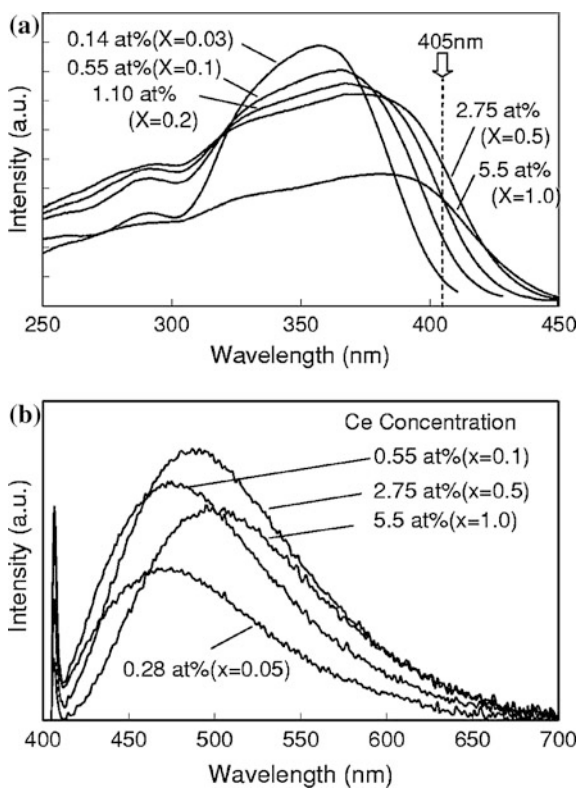 (a)
0.14 at%(X=0.03)
0.55 at%(X=0.1)
1.10 at%
(X=0.2)
405nm
2.75 at%
(X=0.5)
5.5 at%
(X=1.0)
Intensity (a.u.)
250 300 350 400 450
Wavelength (nm)
(b)
Ce Concentration
0.55 at%(x=0.1)
2.75 at%(x=0.5)
5.5 at%(x=1.0)
0.28 at%(x=0.05)
Intensity (a.u.)
400 450 500 550 600 650 700
Wavelength (nm)